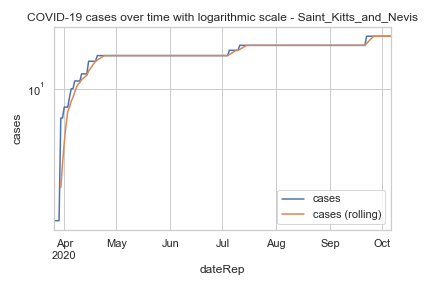 COVID-19 cases over time with logarithmic scale - Saint_Kitts_and_Nevis
cases
10¹
cases
cases (rolling)
Apr May Jun Jul Aug Sep Oct
2020
dateRep